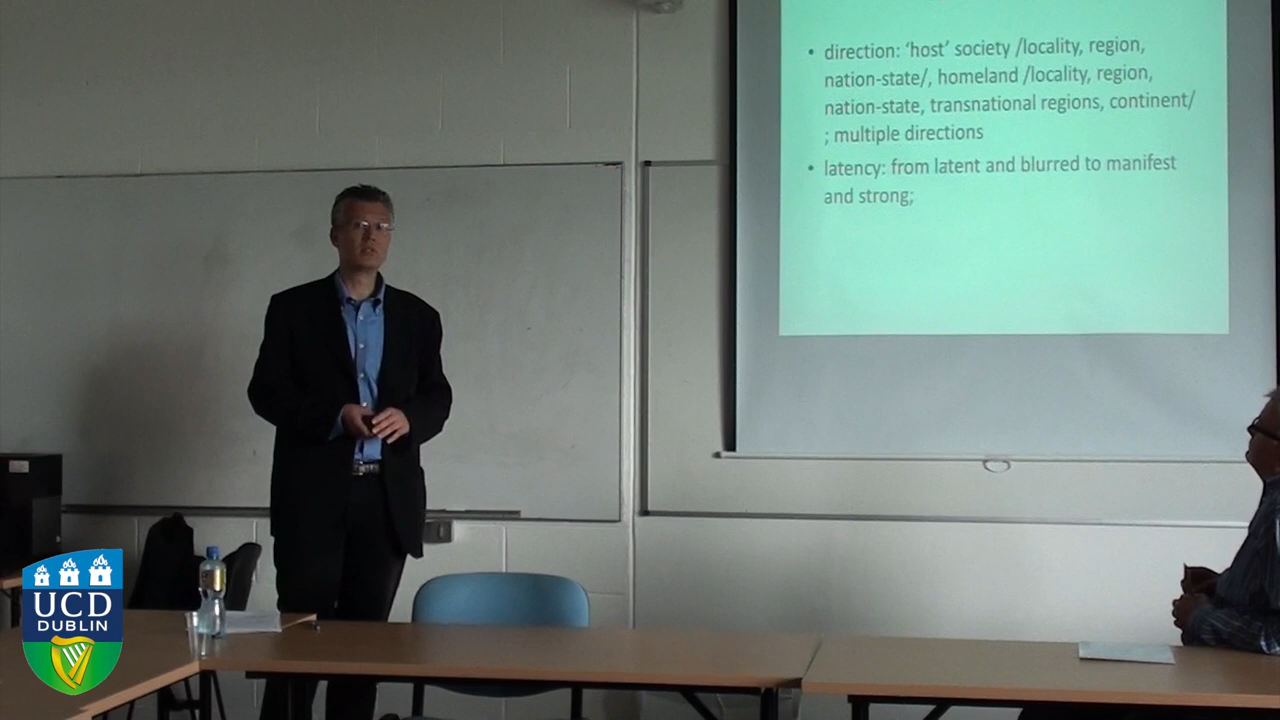 • direction: ‘host’ society /locality, region,
nation-state/, homeland /locality, region,
nation-state, transnational regions, continent/
; multiple directions
• latency: from latent and blurred to manifest
and strong;
UCD
DUBLIN